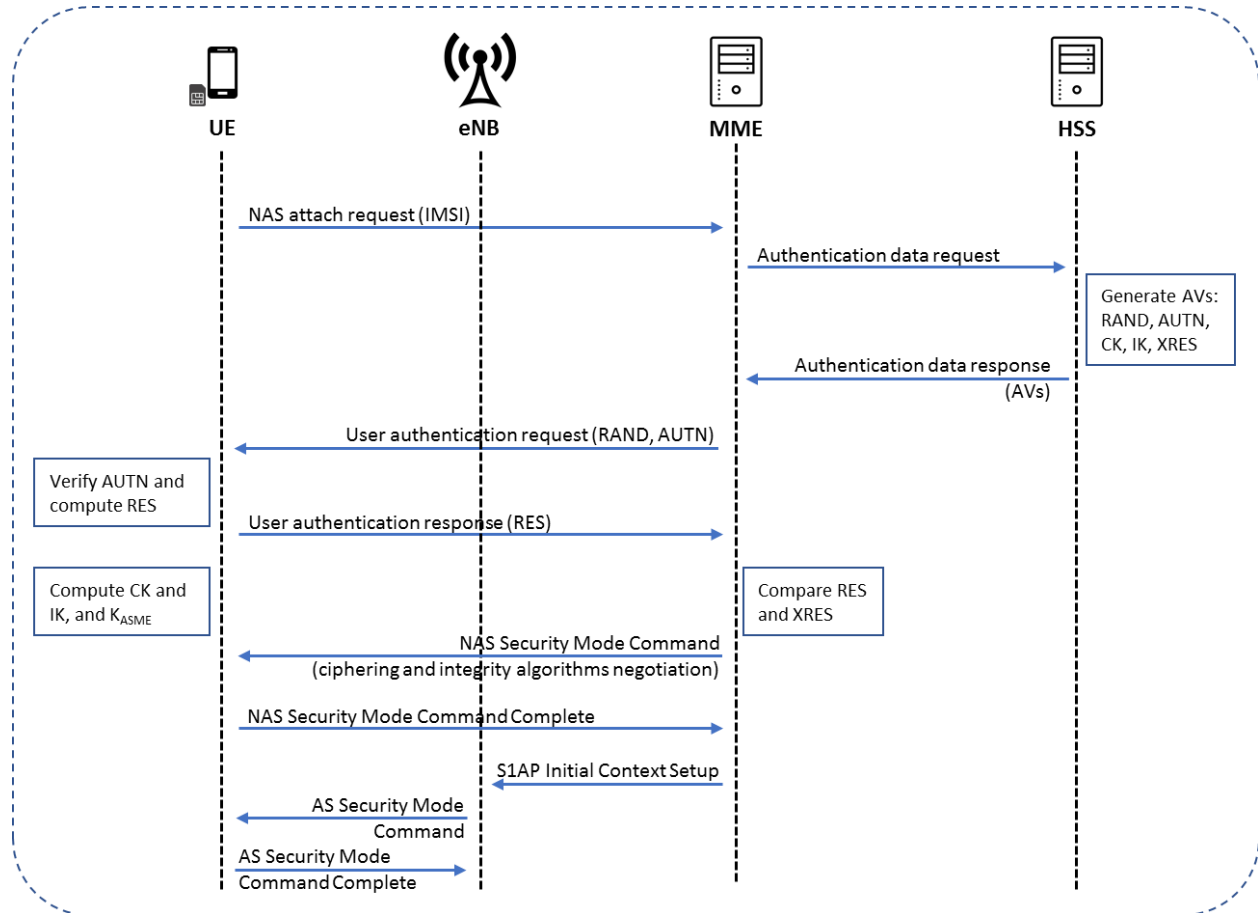 UE
eNB
MME
HSS
NAS attach request (IMSI)
Authentication data request
Generate AVs:
RAND, AUTN,
CK, IK, XRES
Authentication data response
(AVs)
User authentication request (RAND, AUTN)
Verify AUTN and
compute RES
User authentication response (RES)
Compute CK and
IK, and KASME
Compare RES
and XRES
NAS Security Mode Command
(ciphering and integrity algorithms negotiation)
NAS Security Mode Command Complete
S1AP Initial Context Setup
AS Security Mode
Command
AS Security Mode
Command Complete